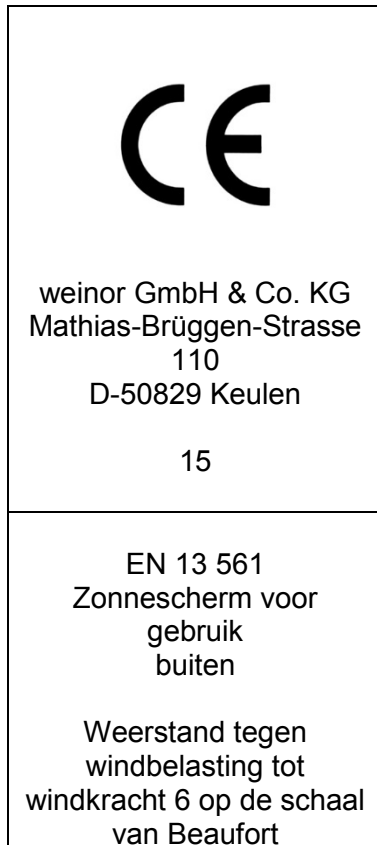 CE
weinor GmbH & Co. KG
Mathias-Brüggen-Strasse
110
D-50829 Keulen
15
EN 13 561
Zonnescherm voor
gebruik
buiten
Weerstand tegen
windbelasting tot
windkracht 6 op de schaal
van Beaufort